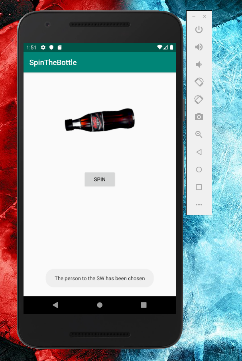 1:51
SpinTheBottle
SPIN
The person to the SW has been chosen